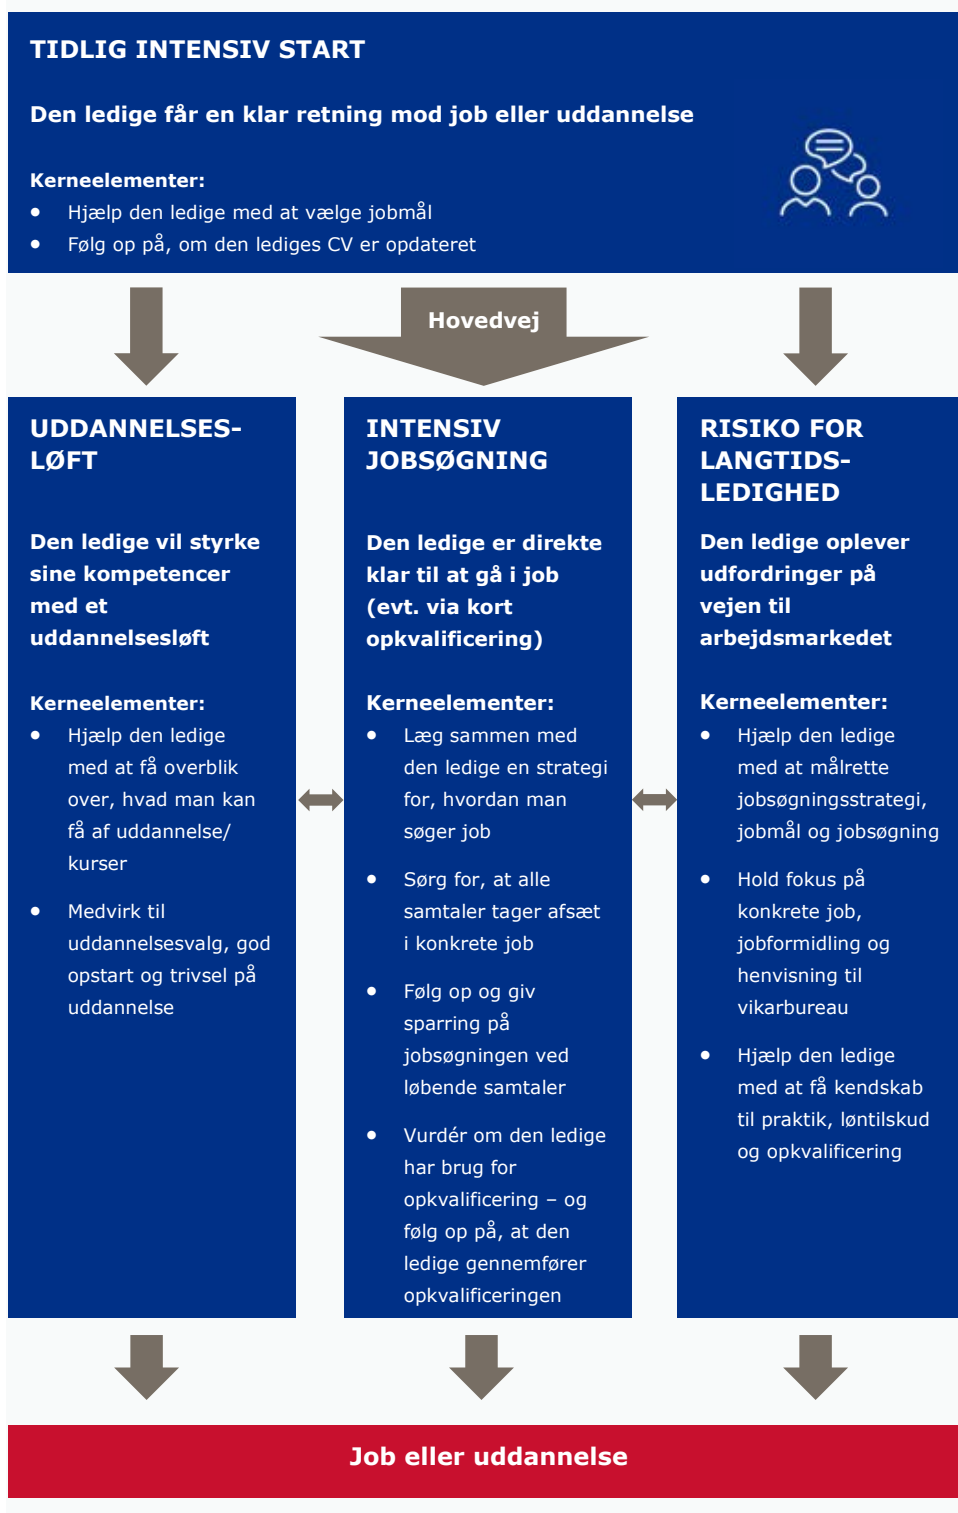 TIDLIG INTENSIV START
Den ledige får en klar retning mod job eller uddannelse
Kerneelementer:
• Hjælp den ledige med at vælge jobmål
• Følg op på, om den lediges CV er opdateret
Hovedvej
UDDANNELSES-
LØFT
Den ledige vil styrke
sine kompetencer
med et
uddannelsesløft
Kerneelementer:
• Hjælp den ledige
med at få overblik
over, hvad man kan
få af uddannelse/
kurser
• Medvirk til
uddannelsesvalg, god
opstart og trivsel på
uddannelse
INTENSIV
JOBSØGNING
Den ledige er direkte
klar til at gå i job
(evt. via kort
opkvalificering)
Kerneelementer:
• Læg sammen med
den ledige en strategi
for, hvordan man
søger job
• Sørg for, at alle
samtaler tager afsæt
i konkrete job
• Følg op og giv
sparring på
jobsøgningen ved
løbende samtaler
• Vurdér om den ledige
har brug for
opkvalificering – og
følg op på, at den
ledige gennemfører
opkvalificeringen
RISIKO FOR
LANGTIDS-
LEDIGHED
Den ledige oplever
udfordringer på
vejen til
arbejdsmarkedet
Kerneelementer:
• Hjælp den ledige
med at målrette
jobsøgningsstrategi,
jobmål og jobsøgning
• Hold fokus på
konkrete job,
jobformidling og
henvisning til
vikarbureau
• Hjælp den ledige
med at få kendskab
til praktik, løntilskud
og opkvalificering
Job eller uddannelse